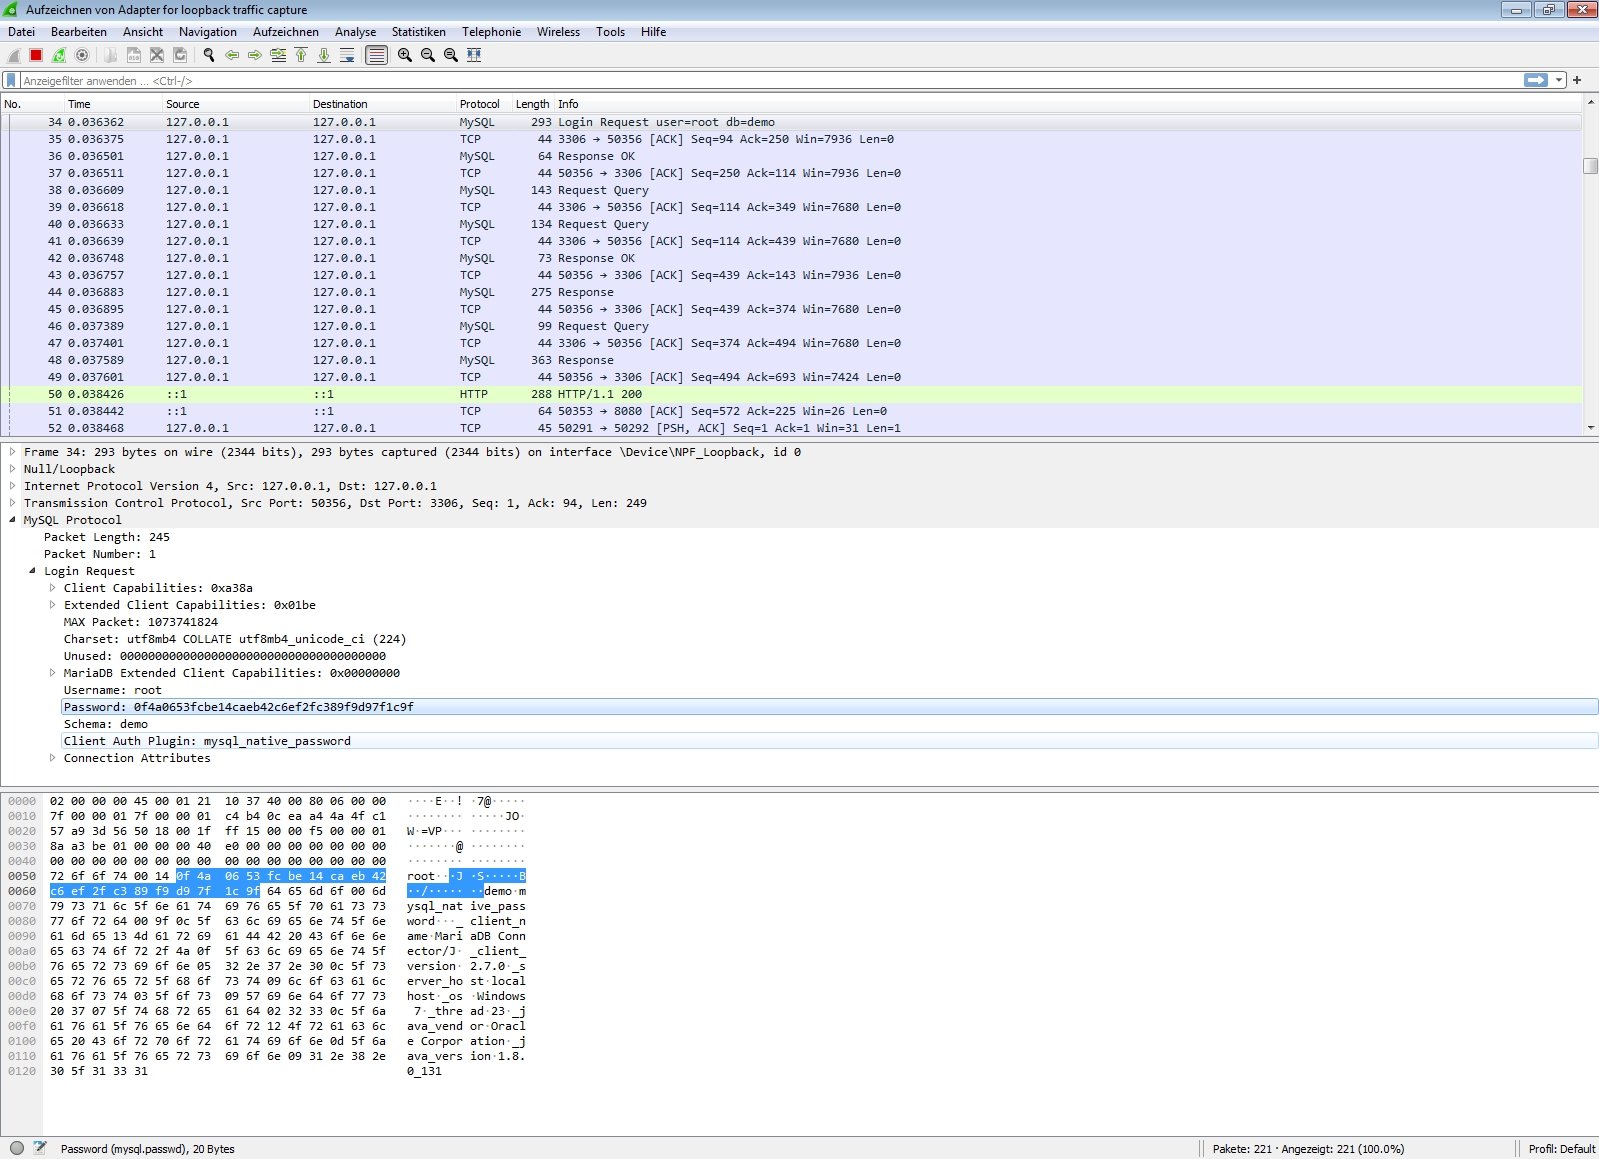 Aufzeichnen von Adapter for loopback traffic capture
Datei Bearbeiten Ansicht Navigation Aufzeichnen Analyse Statistiken Telephonie Wireless Tools Hilfe
Anzeigefilter anwenden ... <Ctrl-/>
No. Time Source Destination Protocol Length Info
34 0.036362 127.0.0.1 127.0.0.1 MySQL 293 Login Request user=root db=demo
35 0.036375 127.0.0.1 127.0.0.1 TCP 44 3306 → 50356 [ACK] Seq=94 Ack=250 Win=7936 Len=0
36 0.036501 127.0.0.1 127.0.0.1 MySQL 64 Response OK
37 0.036511 127.0.0.1 127.0.0.1 TCP 44 50356 → 3306 [ACK] Seq=250 Ack=114 Win=7936 Len=0
38 0.036609 127.0.0.1 127.0.0.1 MySQL 143 Request Query
39 0.036618 127.0.0.1 127.0.0.1 TCP 44 3306 → 50356 [ACK] Seq=114 Ack=349 Win=7680 Len=0
40 0.036633 127.0.0.1 127.0.0.1 MySQL 134 Request Query
41 0.036639 127.0.0.1 127.0.0.1 TCP 44 3306 → 50356 [ACK] Seq=114 Ack=439 Win=7680 Len=0
42 0.036748 127.0.0.1 127.0.0.1 MySQL 73 Response OK
43 0.036757 127.0.0.1 127.0.0.1 TCP 44 50356 → 3306 [ACK] Seq=439 Ack=143 Win=7936 Len=0
44 0.036883 127.0.0.1 127.0.0.1 MySQL 275 Response
45 0.036895 127.0.0.1 127.0.0.1 TCP 44 50356 → 3306 [ACK] Seq=439 Ack=374 Win=7680 Len=0
46 0.037389 127.0.0.1 127.0.0.1 MySQL 99 Request Query
47 0.037401 127.0.0.1 127.0.0.1 TCP 44 3306 → 50356 [ACK] Seq=374 Ack=494 Win=7680 Len=0
48 0.037589 127.0.0.1 127.0.0.1 MySQL 363 Response
49 0.037601 127.0.0.1 127.0.0.1 TCP 44 50356 → 3306 [ACK] Seq=494 Ack=693 Win=7424 Len=0
50 0.038426 ::1 ::1 HTTP 288 HTTP/1.1 200
51 0.038442 ::1 ::1 TCP 64 50353 → 8080 [ACK] Seq=572 Ack=225 Win=26 Len=0
52 0.038468 127.0.0.1 127.0.0.1 TCP 45 50291 → 50292 [PSH, ACK] Seq=1 Ack=1 Win=31 Len=1
Frame 34: 293 bytes on wire (2344 bits), 293 bytes captured (2344 bits) on interface \Device\NPF_Loopback, id 0
Null/Loopback
Internet Protocol Version 4, Src: 127.0.0.1, Dst: 127.0.0.1
Transmission Control Protocol, Src Port: 50356, Dst Port: 3306, Seq: 1, Ack: 94, Len: 249
MySQL Protocol
Packet Length: 245
Packet Number: 1
Login Request
Client Capabilities: 0xa38a
Extended Client Capabilities: 0x01be
MAX Packet: 1073741824
Charset: utf8mb4 COLLATE utf8mb4_unicode_ci (224)
Unused: 00000000000000000000000000000000000000
MariaDB Extended Client Capabilities: 0x00000000
Username: root
Password: 0f4a0653fcbe14caeb42c6ef2fc389f9d97f1c9f
Schema: demo
Client Auth Plugin: mysql_native_password
Connection Attributes
0000 02 00 00 00 45 00 01 21 10 37 40 00 80 06 00 00 ····E··! ·7@·····
0010 7f 00 00 01 7f 00 00 01 c4 b4 0c ea a4 4a 4f c1 ········ ·····JO·
0020 57 a9 3d 56 50 18 00 1f ff 15 00 00 f5 00 00 01 W·=VP··· ········
0030 8a a3 be 01 00 00 00 40 e0 00 00 00 00 00 00 00 ·······@ ········
0040 00 00 00 00 00 00 00 00 00 00 00 00 00 00 00 00 ········ ········
0050 72 6f 6f 74 00 14 0f 4a 06 53 fc be 14 ca eb 42 root···J ·S·····B
0060 c6 ef 2f c3 89 f9 d9 7f 1c 9f 64 65 6d 6f 00 6d ··/····· ··demo·m
0070 79 73 71 6c 5f 6e 61 74 69 76 65 5f 70 61 73 73 ysql_nat ive_pass
0080 77 6f 72 64 00 9f 0c 5f 63 6c 69 65 6e 74 5f 6e word···_ client_n
0090 61 6d 65 13 4d 61 72 69 61 44 42 20 43 6f 6e 6e ame·Mari aDB Conn
00a0 65 63 74 6f 72 2f 4a 0f 5f 63 6c 69 65 6e 74 5f ector/J· _client_
00b0 76 65 72 73 69 6f 6e 05 32 2e 37 2e 30 0c 5f 73 version· 2.7.0·_s
00c0 65 72 76 65 72 5f 68 6f 73 74 09 6c 6f 63 61 6c erver_ho st·local
00d0 68 6f 73 74 03 5f 6f 73 09 57 69 6e 64 6f 77 73 host·_os ·Windows
00e0 20 37 07 5f 74 68 72 65 61 64 02 32 33 0c 5f 6a 7·_thre ad·23·_j
00f0 61 76 61 5f 76 65 6e 64 6f 72 12 4f 72 61 63 6c ava_vend or·Oracl
0100 65 20 43 6f 72 70 6f 72 61 74 69 6f 6e 0d 5f 6a e Corpor ation·_j
0110 61 76 61 5f 76 65 72 73 69 6f 6e 09 31 2e 38 2e ava_vers ion·1.8.
0120 30 5f 31 33 31 0_131
Password (mysql.passwd), 20 Bytes Pakete: 221 · Angezeigt: 221 (100.0%) Profil: Default